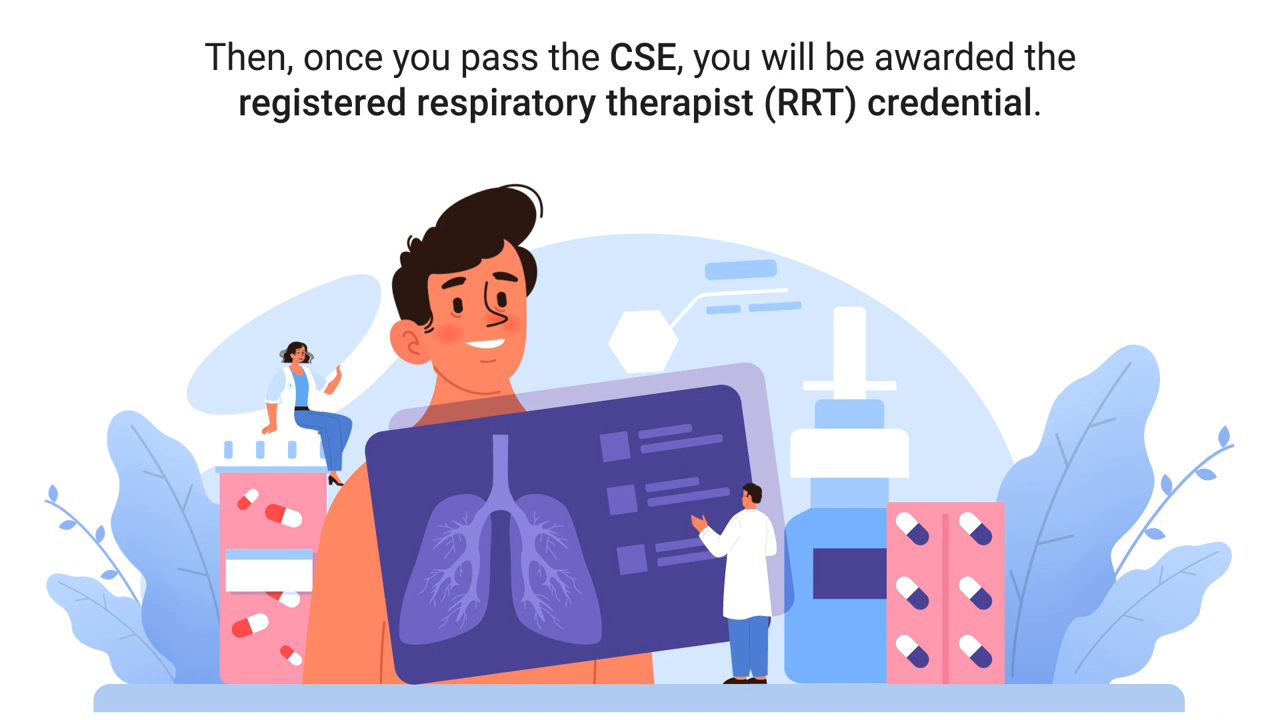 Then, once you pass the CSE, you will be awarded the
registered respiratory therapist (RRT) credential.